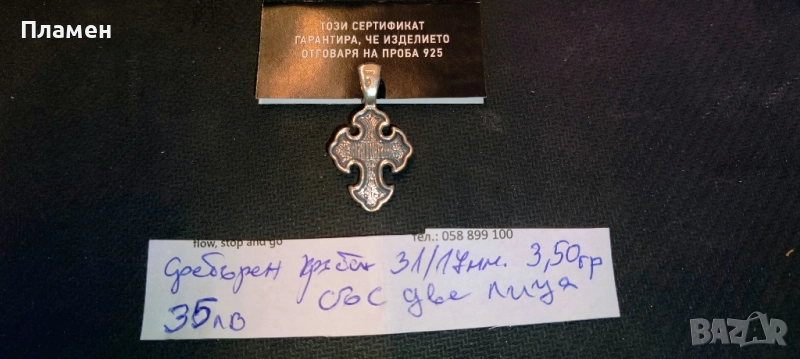 Пламен
ТОЗИ СЕРТИФИКАТ
ГАРАНТИРА, ЧЕ ИЗДЕЛИЕТО
ОТГОВАРЯ НА ПРОБА 925
flow, stop and go
тел.: 058 899 100
сребърен кръст 31/17мм. 3,50гр
със две лица
35лв
BAZAR